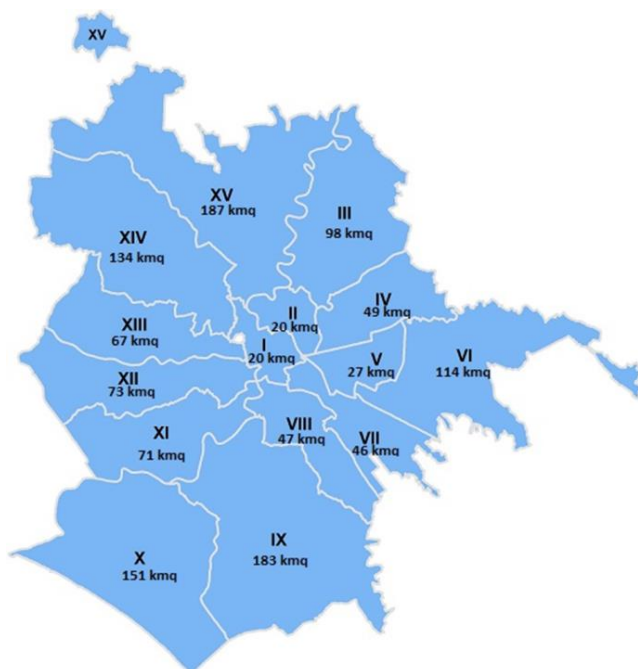 XV
XV
187 kmq
III
98 kmq
XIV
134 kmq
II
20 kmq
IV
49 kmq
XIII
67 kmq
I
20 kmq
V
27 kmq
VI
114 kmq
XII
73 kmq
XI
71 kmq
VIII
47 kmq
VII
46 kmq
IX
183 kmq
X
151 kmq